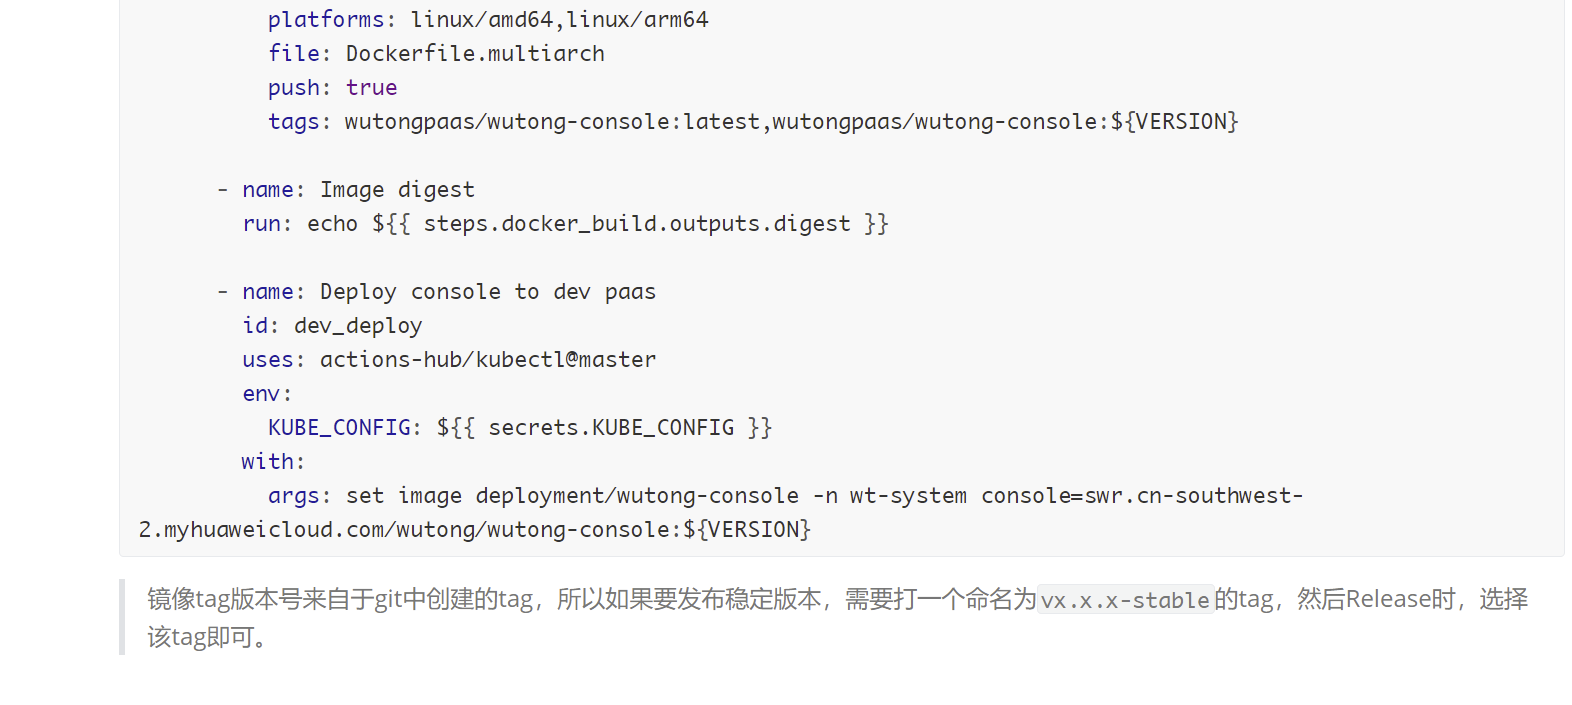 platforms: linux/amd64,linux/arm64
file: Dockerfile.multiarch
push: true
tags: wutongpaas/wutong-console:latest,wutongpaas/wutong-console:${VERSION}
- name: Image digest
run: echo ${{ steps.docker_build.outputs.digest }}
- name: Deploy console to dev paas
id: dev_deploy
uses: actions-hub/kubectl@master
env:
KUBE_CONFIG: ${{ secrets.KUBE_CONFIG }}
with:
args: set image deployment/wutong-console -n wt-system console=swr.cn-southwest-
2.myhuaweicloud.com/wutong/wutong-console:${VERSION}
镜像tag版本号来自于git中创建的tag，所以如果要发布稳定版本，需要打一个命名为vx.x.x-stable的tag，然后Release时，选择
该tag即可。